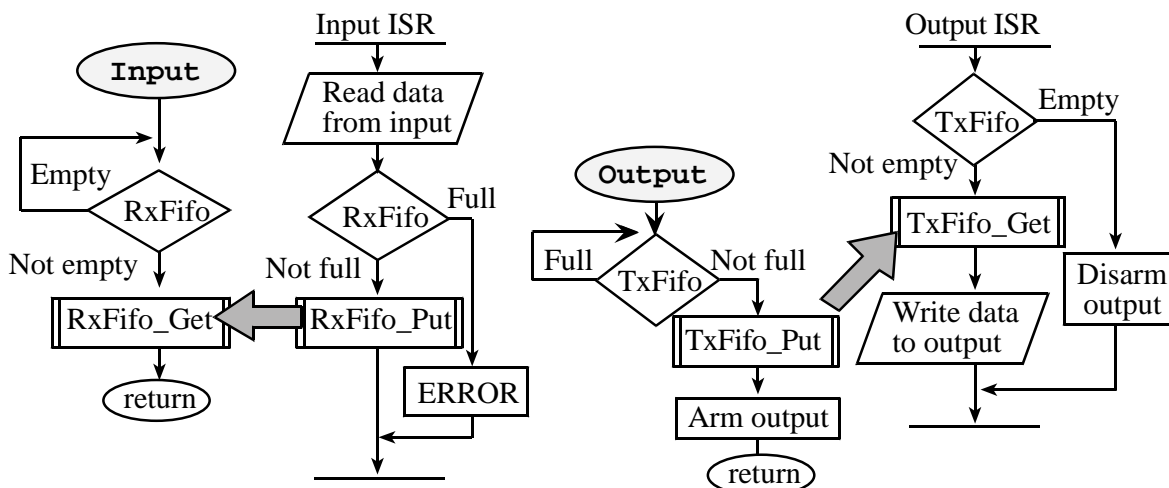 Input
Empty
RxFifo
Not empty
RxFifo_Get
return
Input ISR
Read data
from input
RxFifo
Full
Not full
RxFifo_Put
ERROR
Output
Full
TxFifo
Not full
TxFifo_Put
Arm output
return
Output ISR
TxFifo
Empty
Not empty
TxFifo_Get
Write data
to output
Disarm
output